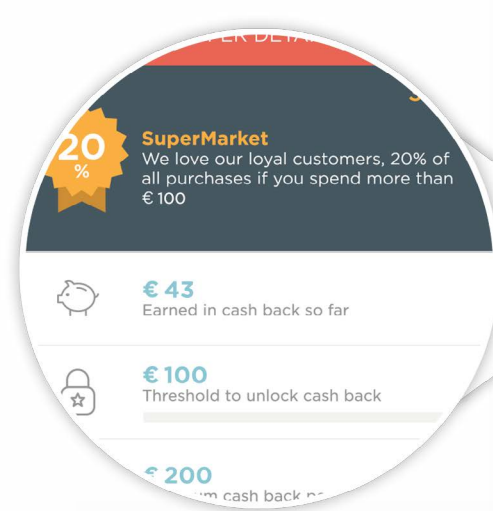 20
%
SuperMarket
We love our loyal customers, 20% of
all purchases if you spend more than
€ 100
€ 43
Earned in cash back so far
€ 100
Threshold to unlock cash back
€ 200
cash back